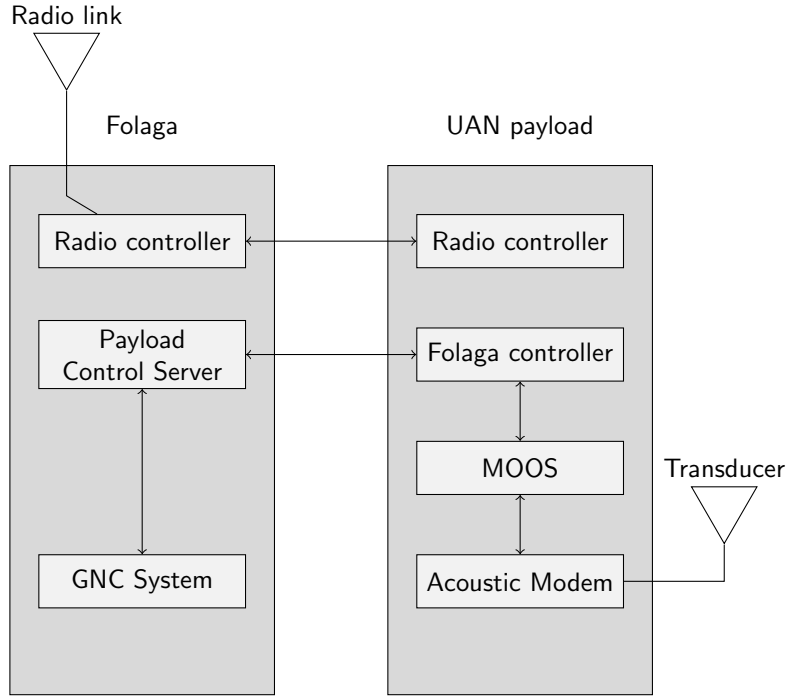 Radio link
Folaga
UAN payload
Radio controller
Radio controller
Payload
Control Server
Folaga controller
MOOS
Transducer
GNC System
Acoustic Modem